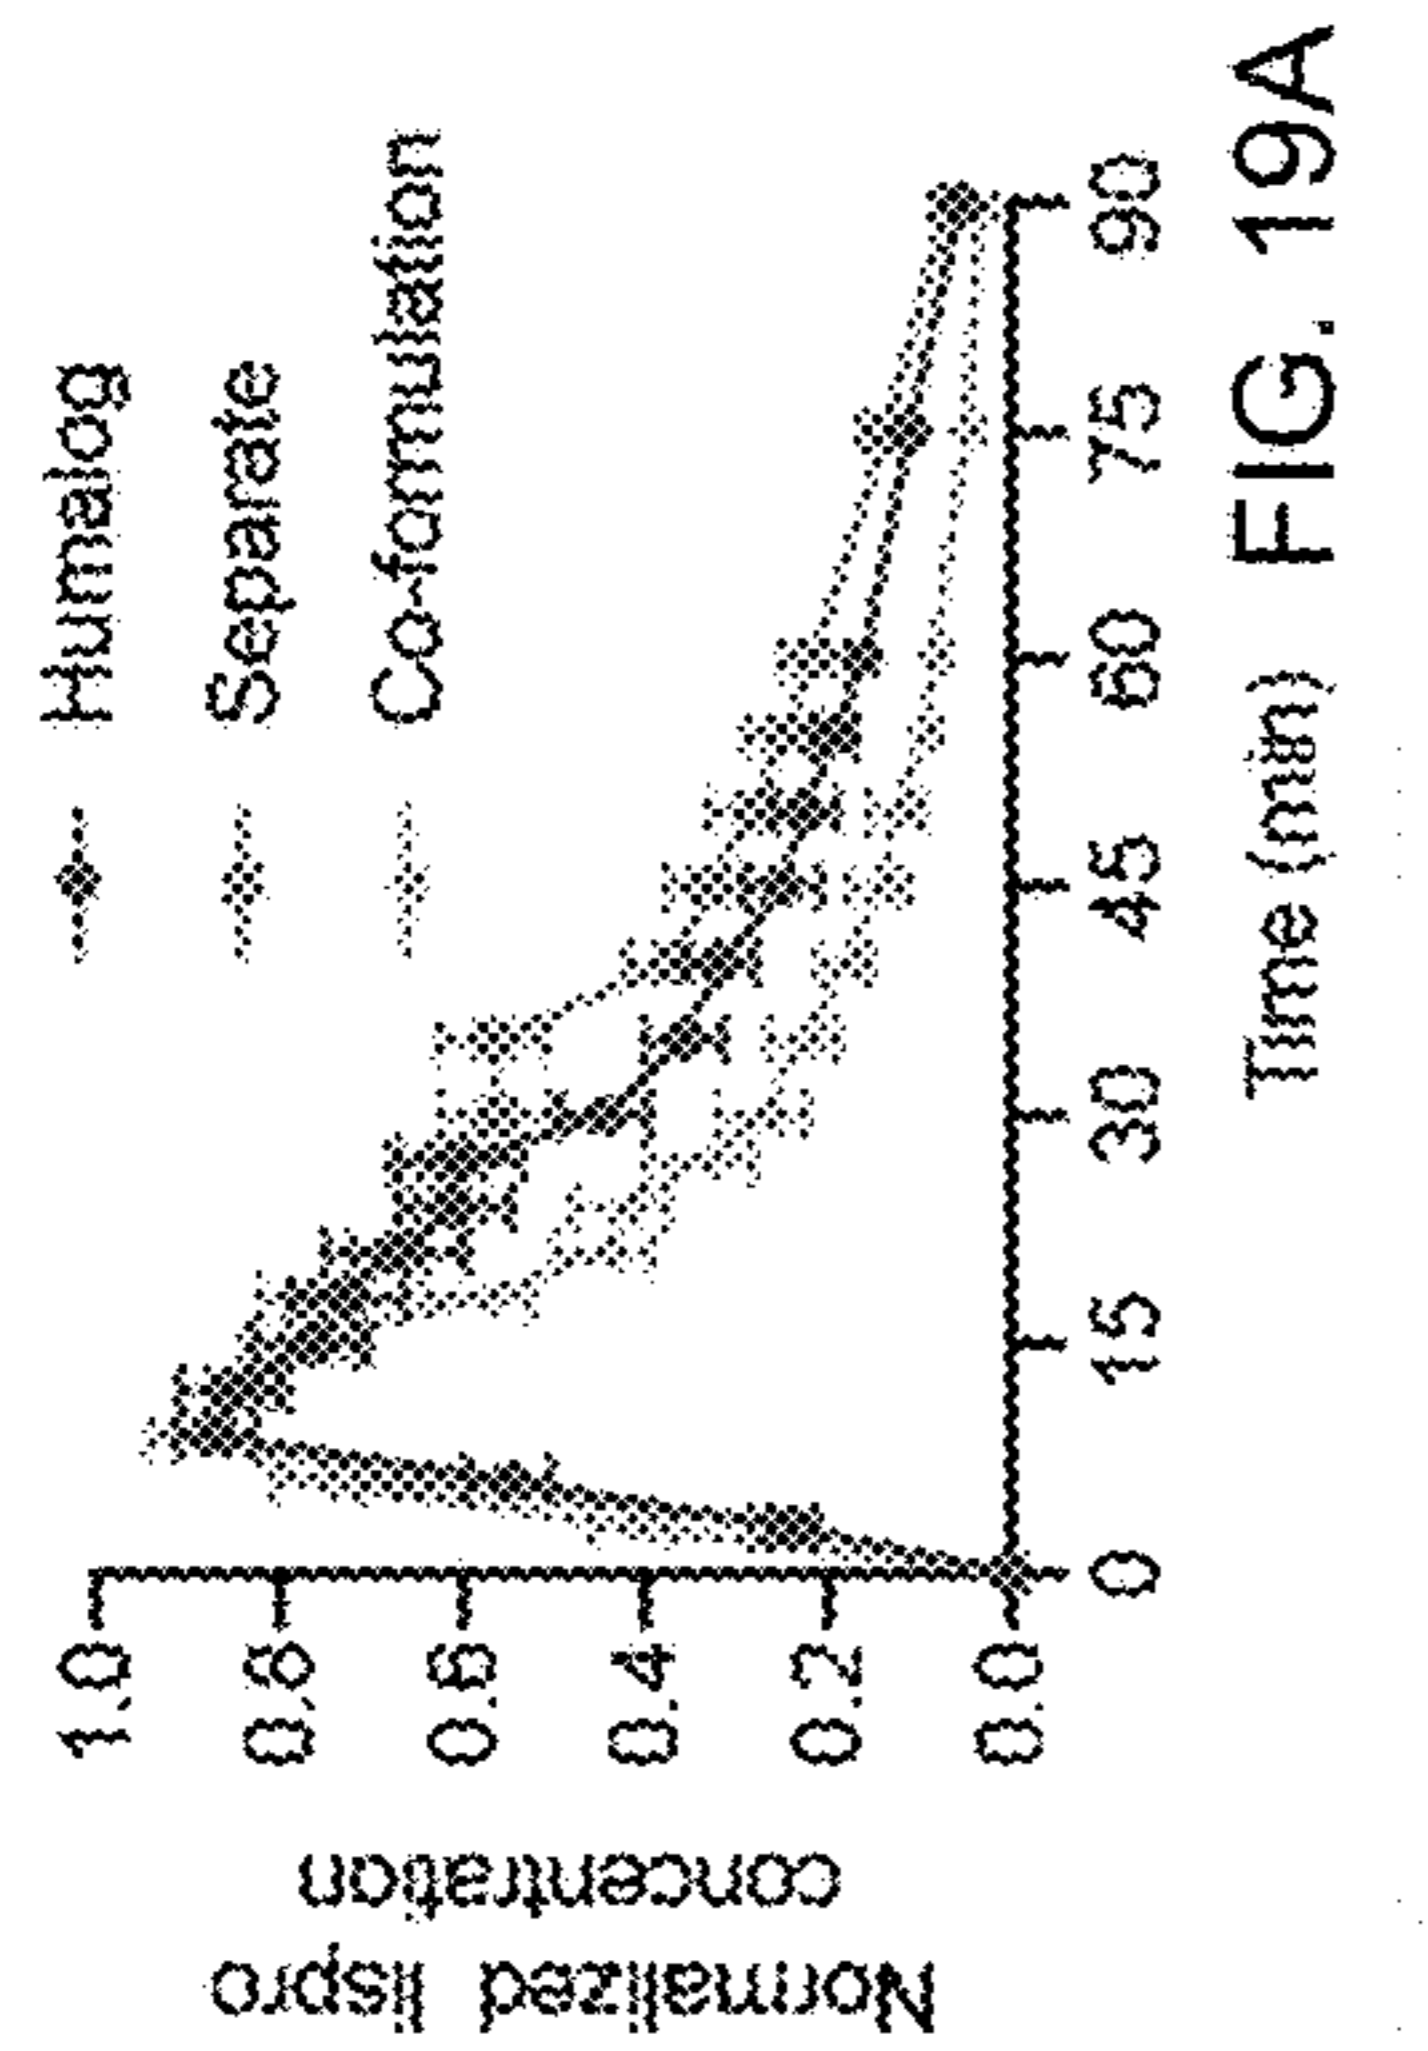 Humalog
Separate
Co-formulation
Normalized lispro
concentration
1.0
0.8
0.6
0.4
0.2
0.0
0 15 30 45 60 75 90
Time (min)
FIG. 19A